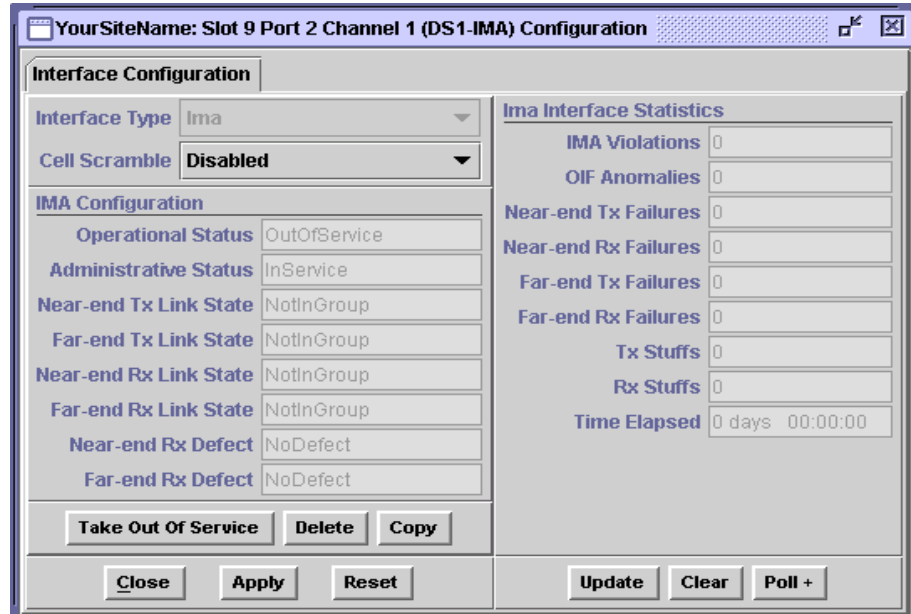 YourSiteName: Slot 9 Port 2 Channel 1 (DS1-IMA) Configuration
Interface Configuration
Interface Type Ima
Cell Scramble Disabled
IMA Configuration
Operational Status OutOfService
Administrative Status InService
Near-end Tx Link State NotInGroup
Far-end Tx Link State NotInGroup
Near-end Rx Link State NotInGroup
Far-end Rx Link State NotInGroup
Near-end Rx Defect NoDefect
Far-end Rx Defect NoDefect
Take Out Of Service Delete Copy
Close Apply Reset
Ima Interface Statistics
IMA Violations 0
OIF Anomalies 0
Near-end Tx Failures 0
Near-end Rx Failures 0
Far-end Tx Failures 0
Far-end Rx Failures 0
Tx Stuffs 0
Rx Stuffs 0
Time Elapsed 0 days 00:00:00
Update Clear Poll +